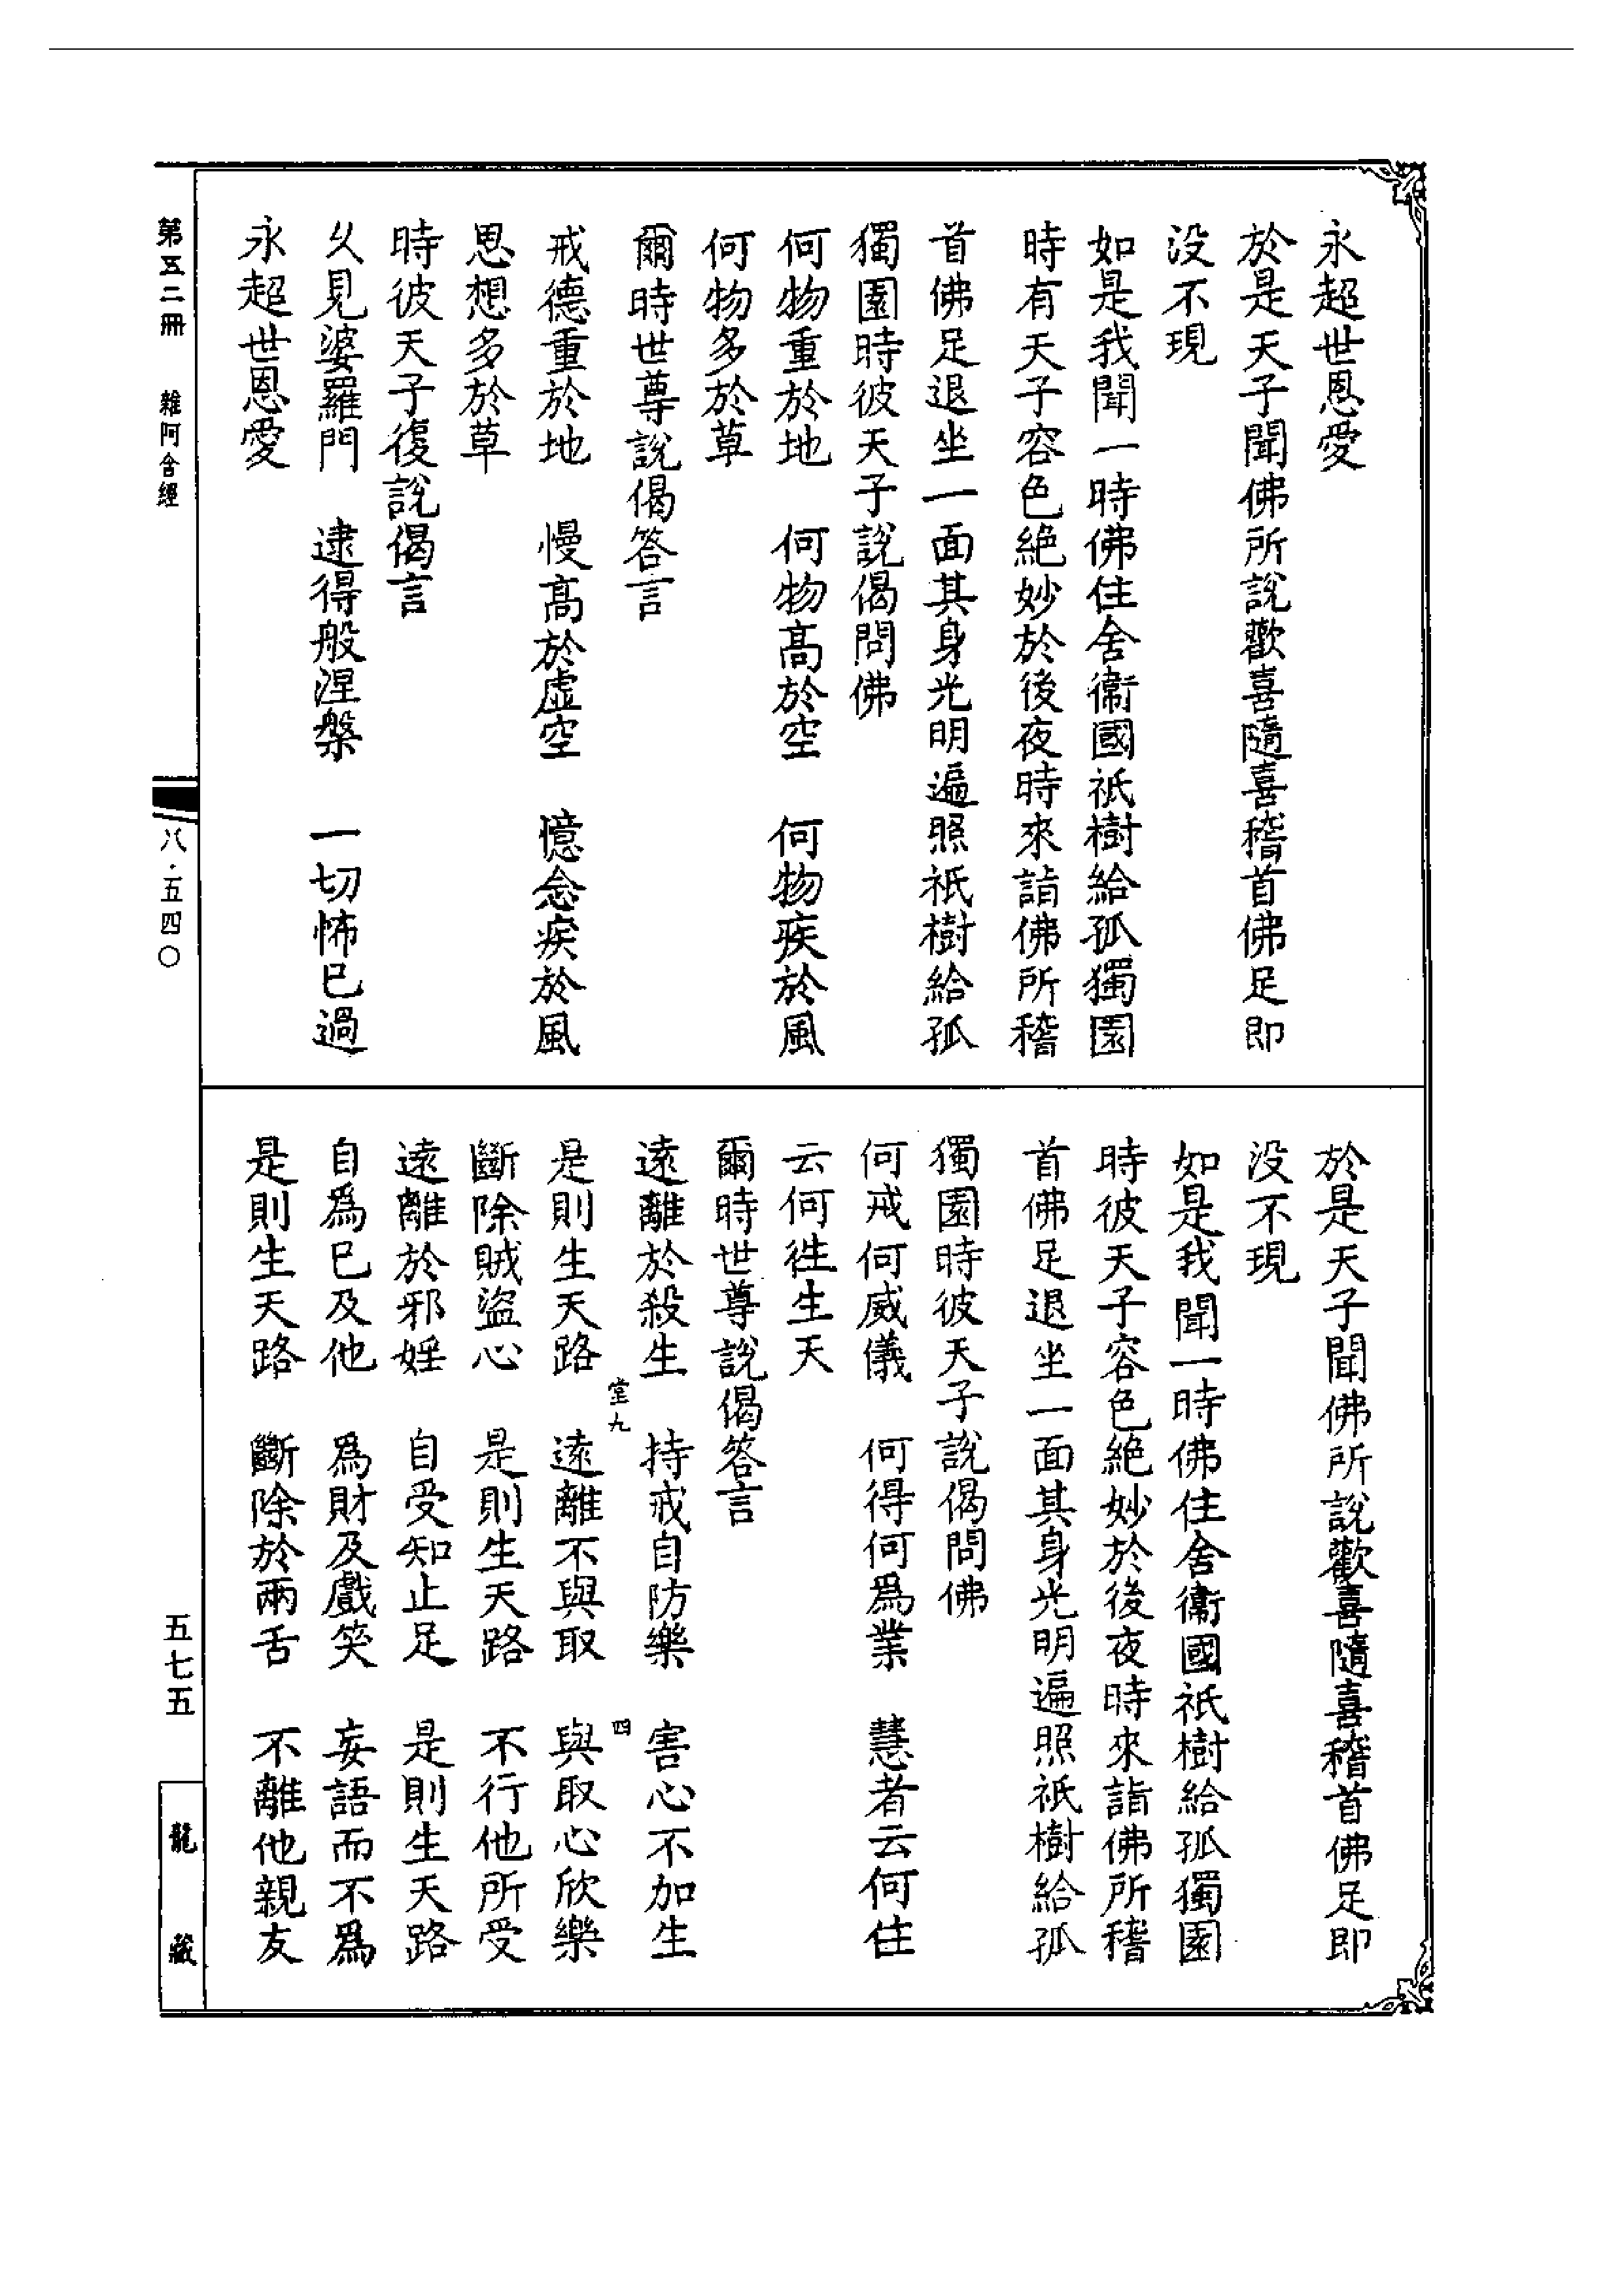 永超世恩愛
於是天子聞佛所說歡喜隨喜稽首佛足即
没不現
如是我聞一時佛住舍衛國祇樹給孤獨園
時有天子容色絶妙於後夜時來詣佛所稽
首佛足退坐一面其身光明遍照祇樹給孤
獨園時彼天子說偈問佛
何物重於地　何物高於空　何物疾於風
何物多於草
爾時世尊說偈答言
戒德重於地　慢高於虛空　憶念疾於風
思想多於草
時彼天子復說偈言
久見婆羅門　逮得般涅槃　一切怖已過
永超世恩愛
於是天子聞佛所說歡喜隨喜稽首佛足即
没不現
如是我聞一時佛住舍衛國祇樹給孤獨園
時彼天子容色絶妙於後夜時來詣佛所稽
首佛足退坐一面其身光明遍照祇樹給孤
獨園時彼天子說偈問佛
何戒何威儀　何得何爲業　慧者云何住
云何往生天
爾時世尊說偈答言
遠離於殺生　持戒自防樂　害心不加生
堂九　四
是則生天路　遠離不與取　與取心欣樂
斷除賊盜心　是則生天路　不行他所受
遠離於邪婬　自受知止足　是則生天路
自爲已及他　爲財及戲笑　妄語而不爲
是則生天路　斷除於兩舌　不離他親友
第五二冊　雜阿含經
八·五四〇
五七五
龍藏